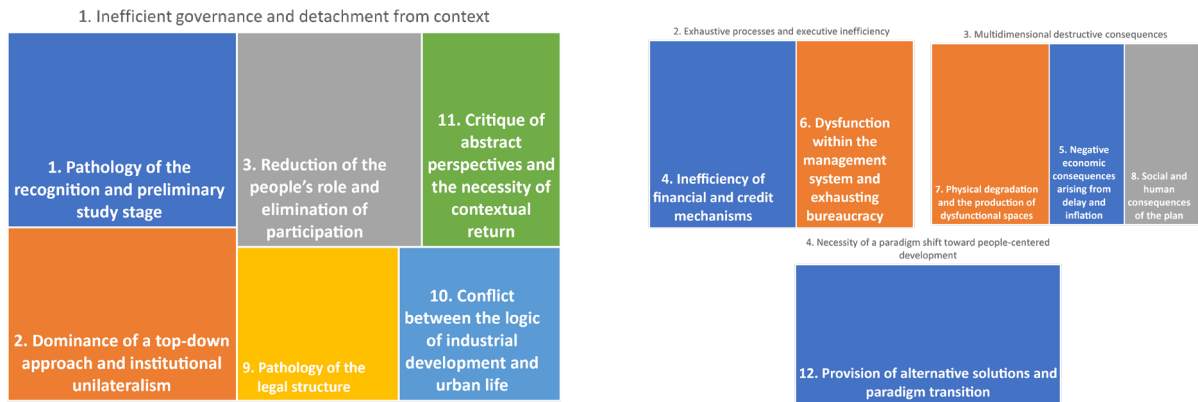 1. Inefficient governance and detachment from context
1. Pathology of the
recognition and preliminary
study stage
3. Reduction of the
people's role and
elimination of
participation
11. Critique of
abstract
perspectives and
the necessity of
contextual
return
2. Dominance of a top-down
approach and institutional
unilateralism
9. Pathology of the
legal structure
10. Conflict
between the logic
of industrial
development and
urban life
2. Exhaustive processes and executive inefficiency
4. Inefficiency of
financial and credit
mechanisms
6. Dysfunction
within the
management
system and
exhausting
bureaucracy
3. Multidimensional destructive consequences
7. Physical degradation
and the production of
dysfunctional spaces
5. Negative
economic
consequences
arising from
delay and
inflation
8. Social and
human
consequences
of the plan
4. Necessity of a paradigm shift toward people-centered
development
12. Provision of alternative solutions and
paradigm transition